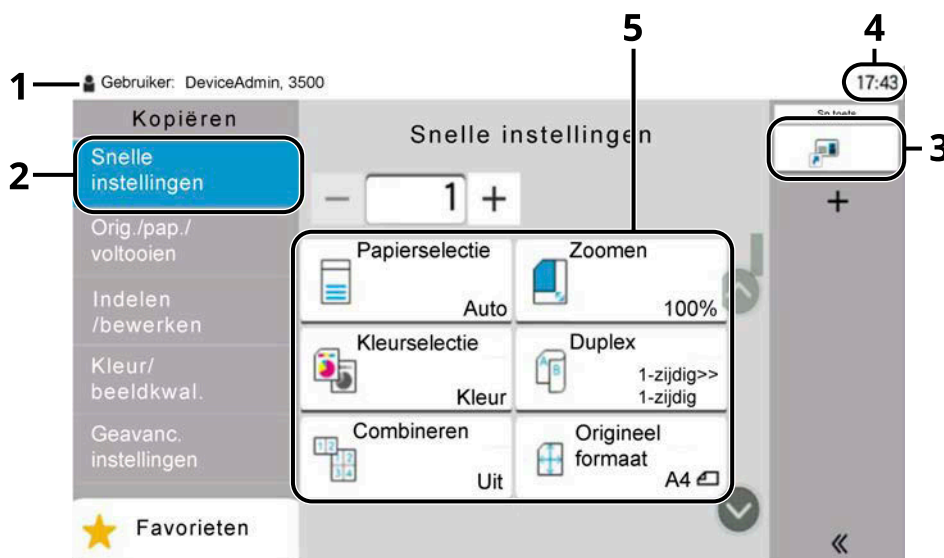 5
4
1
Gebruiker: DeviceAdmin, 3500
17:43
Kopiëren
Snelle instellingen
Sp.toets
2
Snelle
instellingen
3
1
Orig./pap./
voltooien
Papierselectie
Auto
Zoomen
100%
Indelen
/bewerken
Kleurselectie
Kleur
Duplex
1-zijdig>>
1-zijdig
Kleur/
beeldkwal.
Combineren
Uit
Origineel
formaat
A4
Geavanc.
instellingen
Favorieten